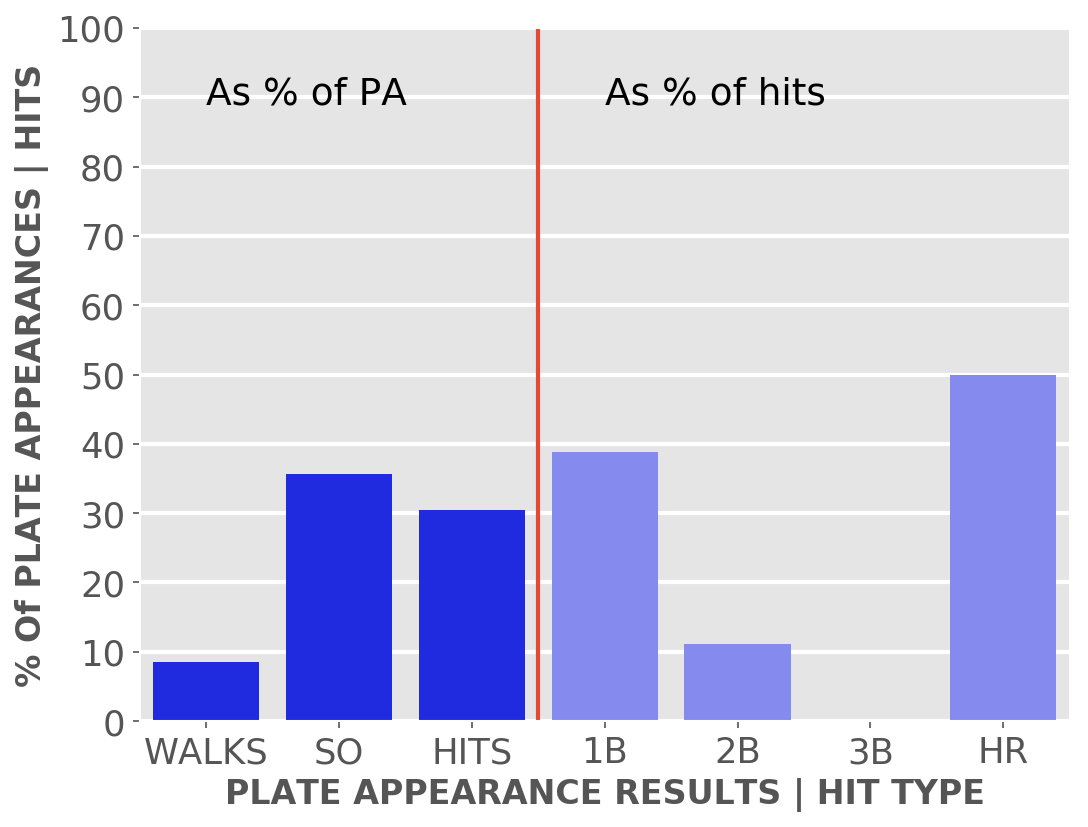 % Of PLATE APPEARANCES | HITS
100
90
80
70
60
50
40
30
20
10
0
As % of PA
As % of hits
WALKS SO HITS 1B 2B 3B HR
PLATE APPEARANCE RESULTS | HIT TYPE